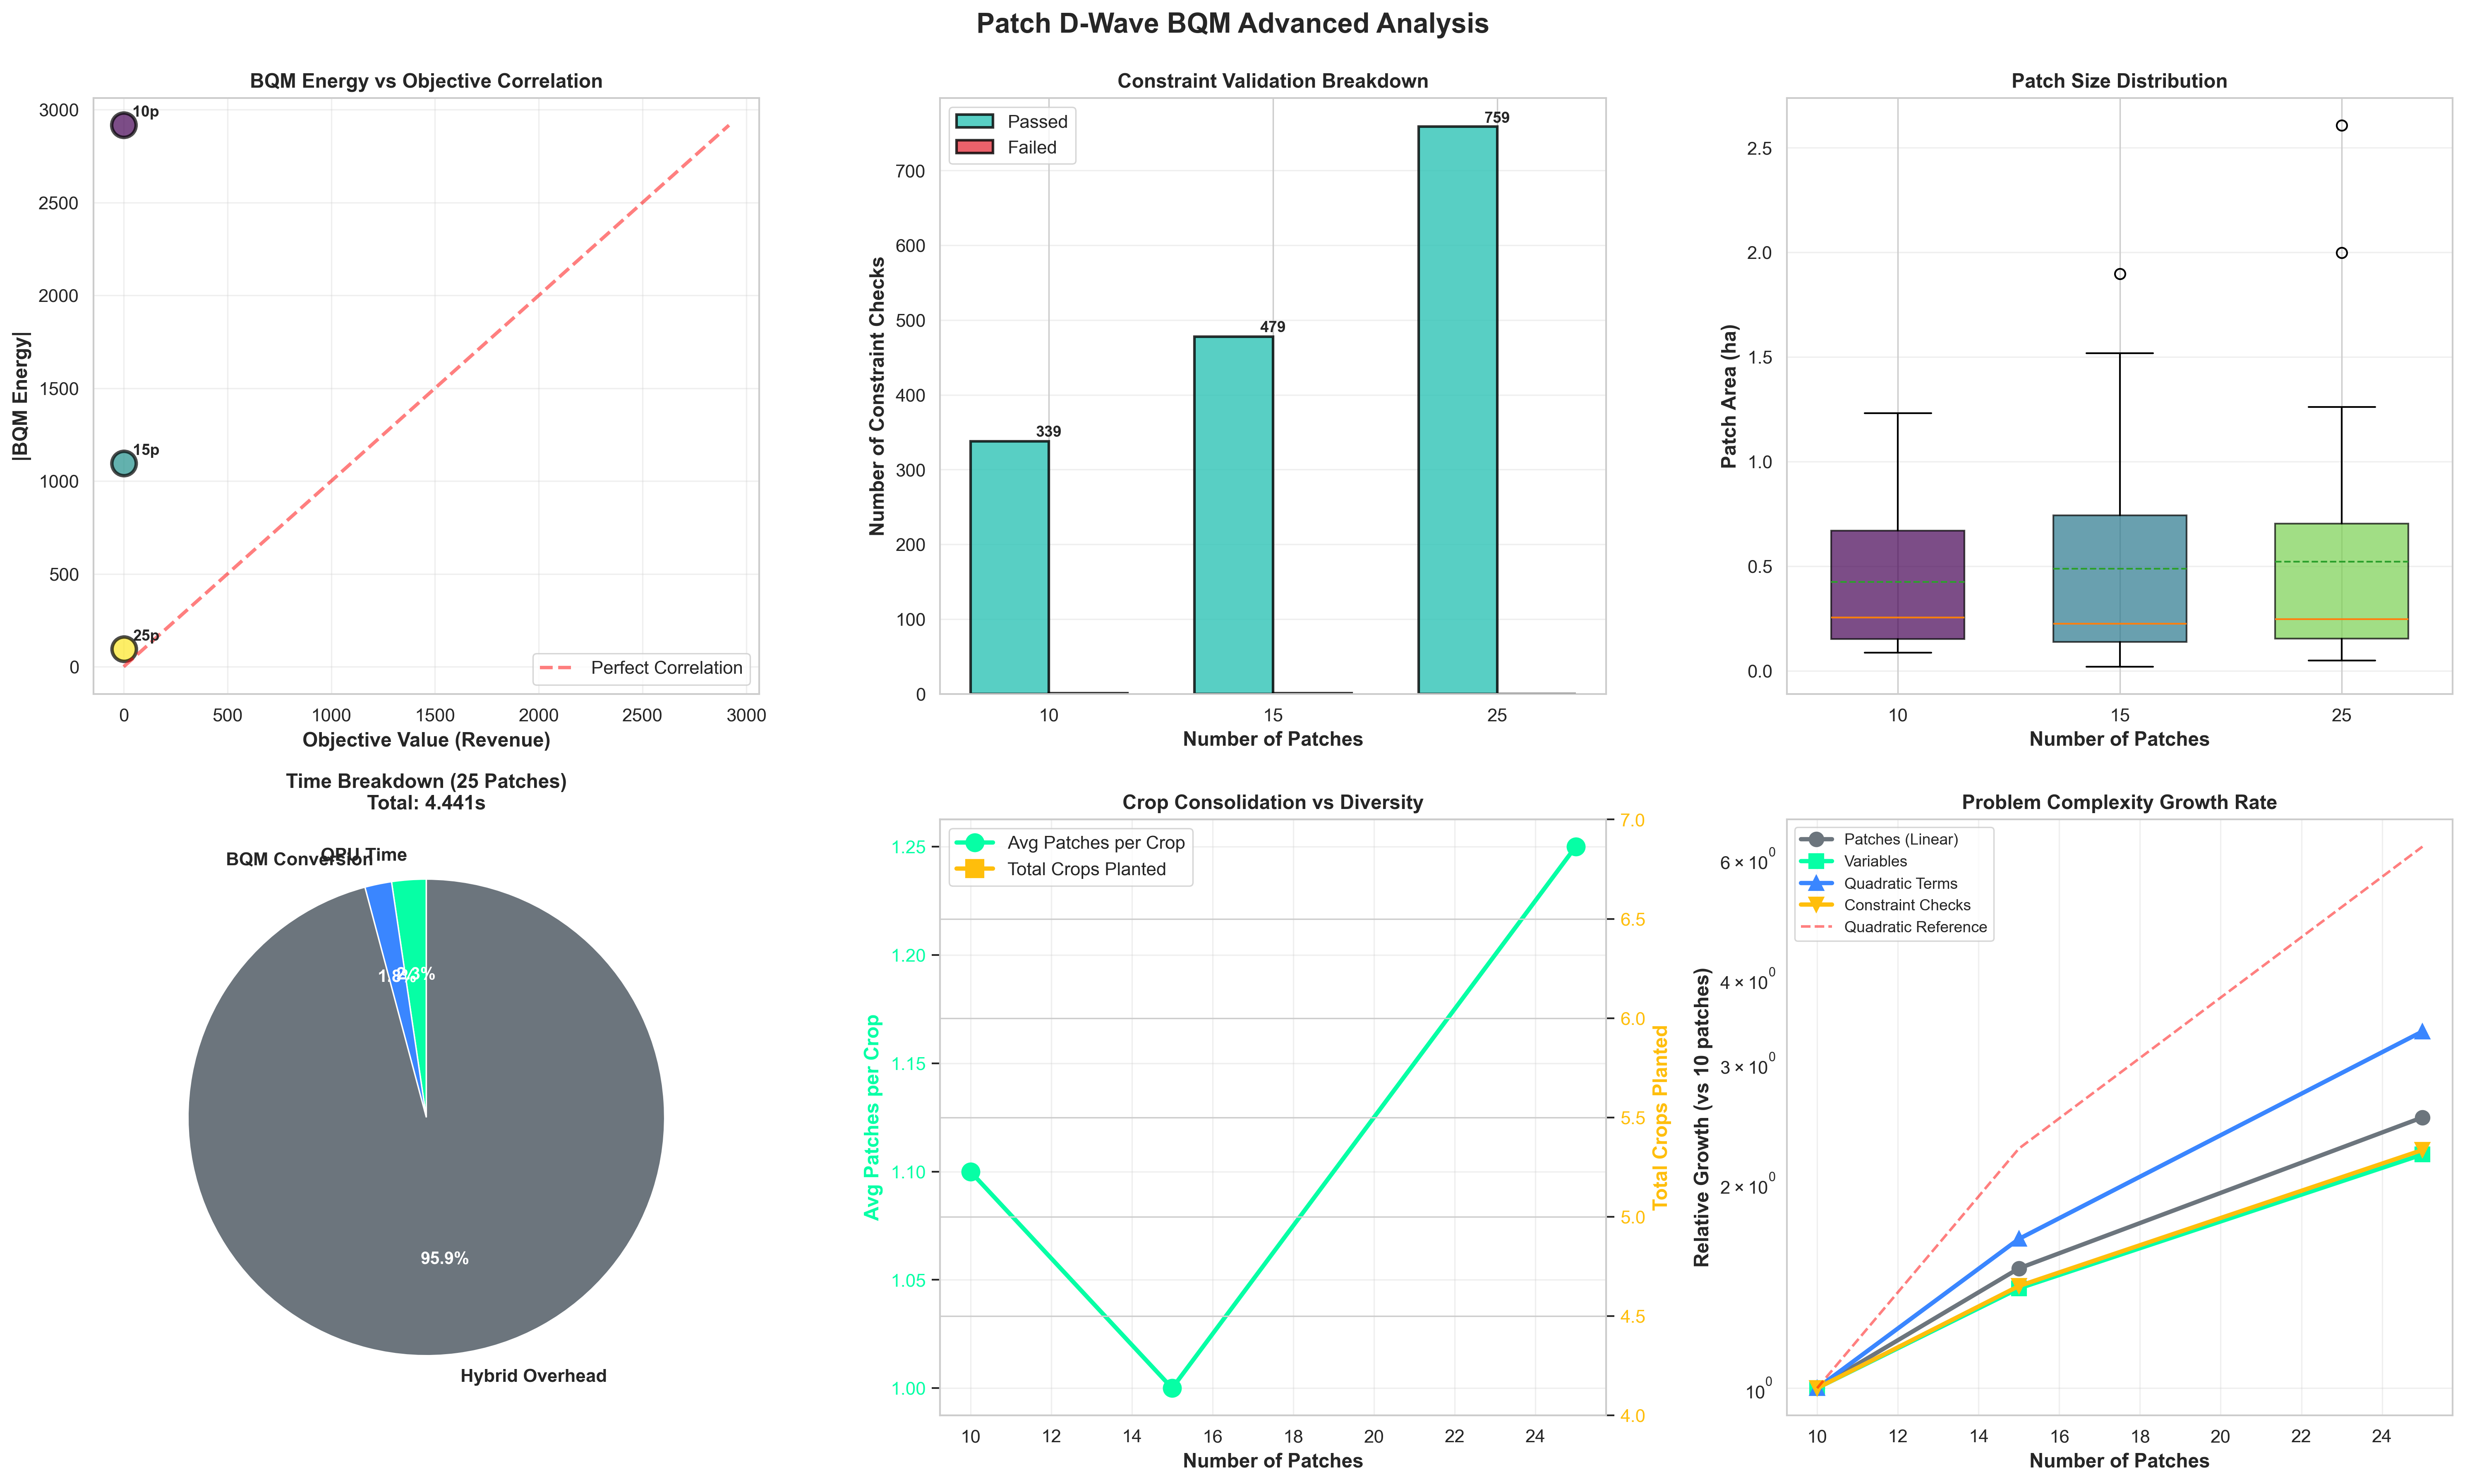 Patch D-Wave BQM Advanced Analysis
BQM Energy vs Objective Correlation
3000
2500
2000
1500
1000
500
0
|BQM Energy|
10p
15p
25p
Perfect Correlation
0 500 1000 1500 2000 2500 3000
Objective Value (Revenue)
Constraint Validation Breakdown
Passed
Failed
700
600
500
400
300
200
100
0
Number of Constraint Checks
339
479
759
10 15 25
Number of Patches
Patch Size Distribution
2.5
2.0
1.5
1.0
0.5
0.0
Patch Area (ha)
10 15 25
Number of Patches
Time Breakdown (25 Patches)
Total: 4.441s
BQM Conversion
QPU Time
1.8%
2.3%
95.9%
Hybrid Overhead
Crop Consolidation vs Diversity
Avg Patches per Crop
Total Crops Planted
1.25
1.20
1.15
1.10
1.05
1.00
Avg Patches per Crop
7.0
6.5
6.0
5.5
5.0
4.5
4.0
Total Crops Planted
10 12 14 16 18 20 22 24
Number of Patches
Problem Complexity Growth Rate
Patches (Linear)
Variables
Quadratic Terms
Constraint Checks
Quadratic Reference
6 × 10⁰
4 × 10⁰
3 × 10⁰
2 × 10⁰
10⁰
Relative Growth (vs 10 patches)
10 12 14 16 18 20 22 24
Number of Patches